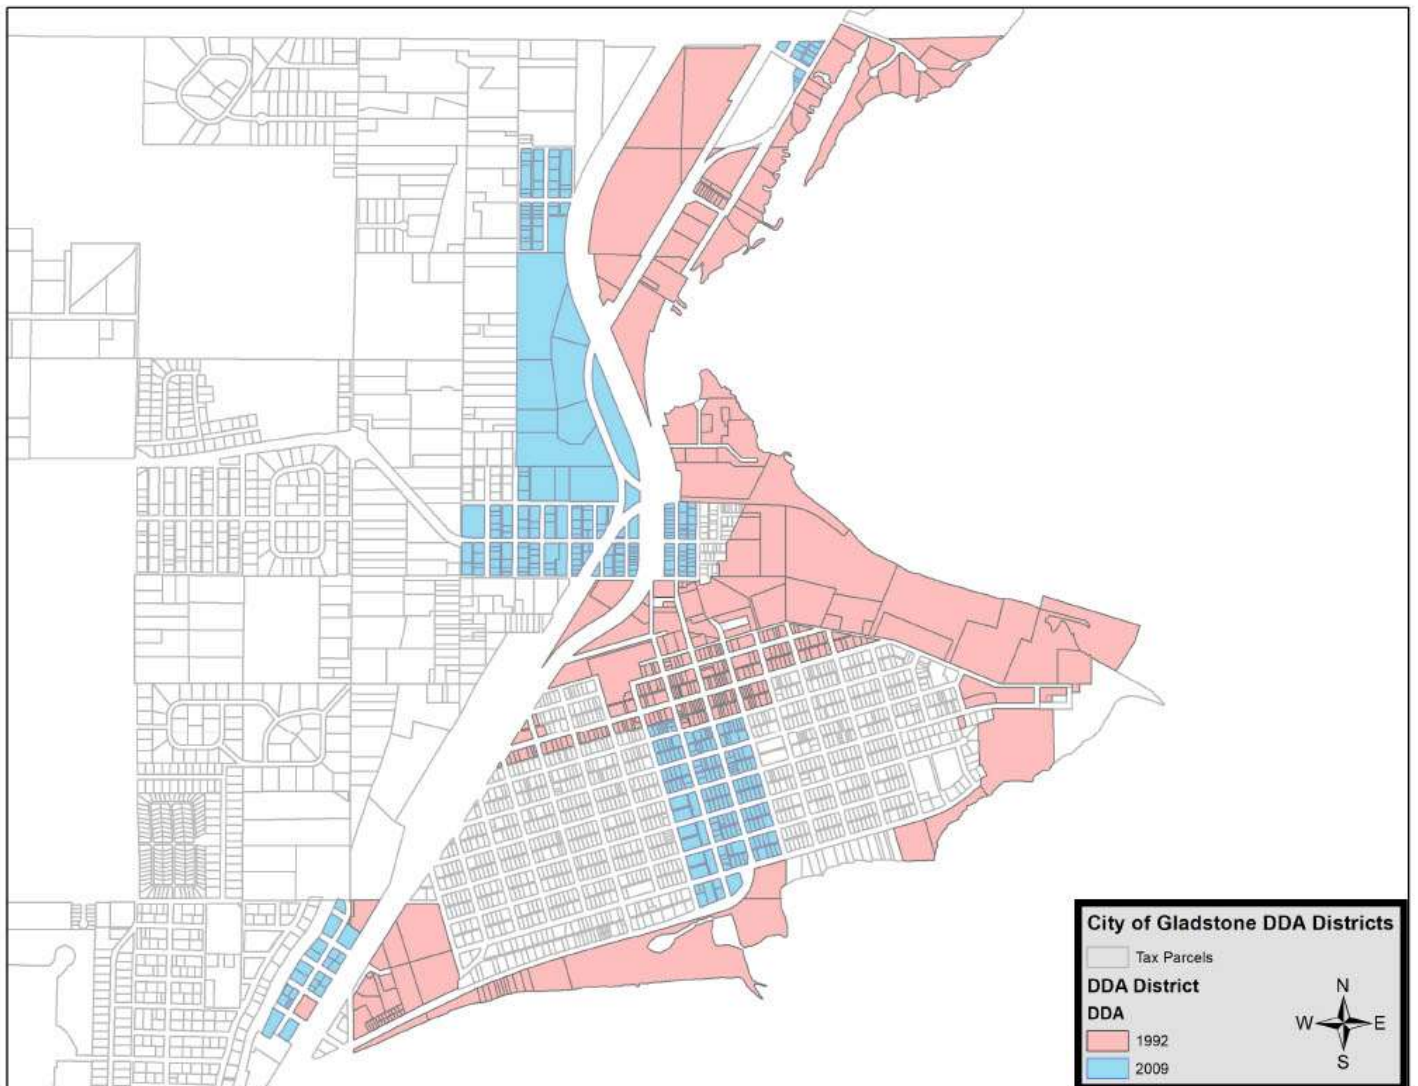 City of Gladstone DDA Districts
Tax Parcels
DDA District
DDA
1992
2009
N
W E
S